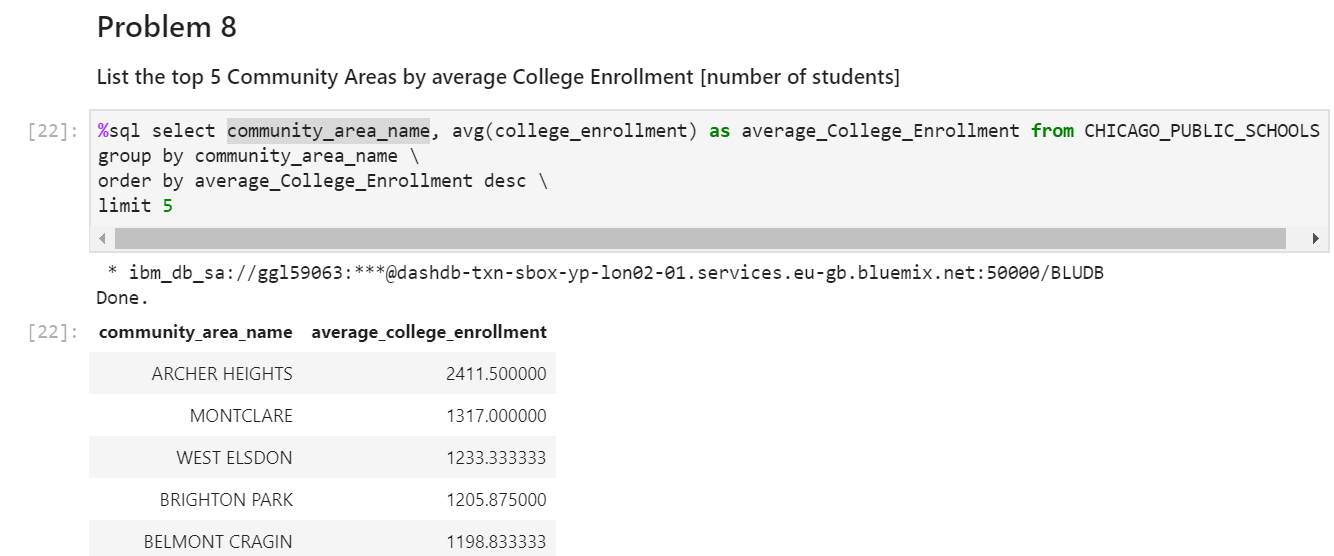 Problem 8
List the top 5 Community Areas by average College Enrollment [number of students]
[22]: %sql select community_area_name, avg(college_enrollment) as average_College_Enrollment from CHICAGO_PUBLIC_SCHOOLS
group by community_area_name \
order by average_College_Enrollment desc \
limit 5
* ibm_db_sa://ggl59063:***@dashdb-txn-sbox-yp-lon02-01.services.eu-gb.bluemix.net:50000/BLUDB
Done.
[22]: community_area_name average_college_enrollment
ARCHER HEIGHTS 2411.500000
MONTCLARE 1317.000000
WEST ELSDON 1233.333333
BRIGHTON PARK 1205.875000
BELMONT CRAGIN 1198.833333